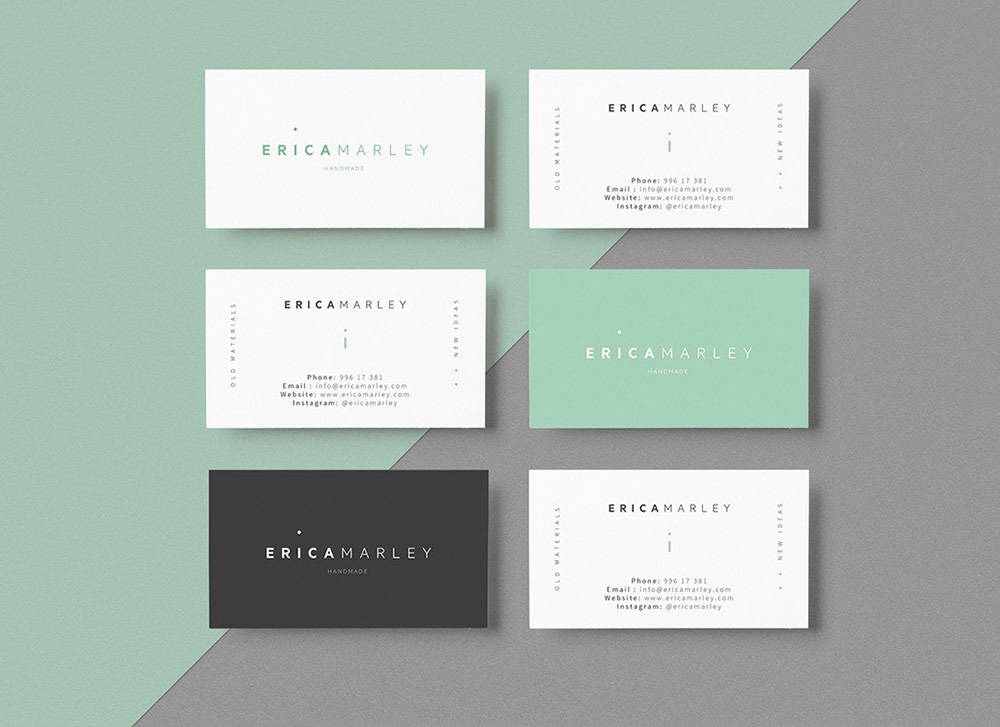 ERICAMARLEY
HANDMADE
OLD MATERIALS
ERICAMARLEY
i
Phone: 996 17 381
Email : info@ericamarley.com
Website: www.ericamarley.com
Instagram: @ericamarley
NEW IDEAS
OLD MATERIALS
ERICAMARLEY
i
Phone: 996 17 381
Email : info@ericamarley.com
Website: www.ericamarley.com
Instagram: @ericamarley
NEW IDEAS
ERICAMARLEY
HANDMADE
ERICAMARLEY
HANDMADE
OLD MATERIALS
ERICAMARLEY
i
Phone: 996 17 381
Email : info@ericamarley.com
Website: www.ericamarley.com
Instagram: @ericamarley
NEW IDEAS